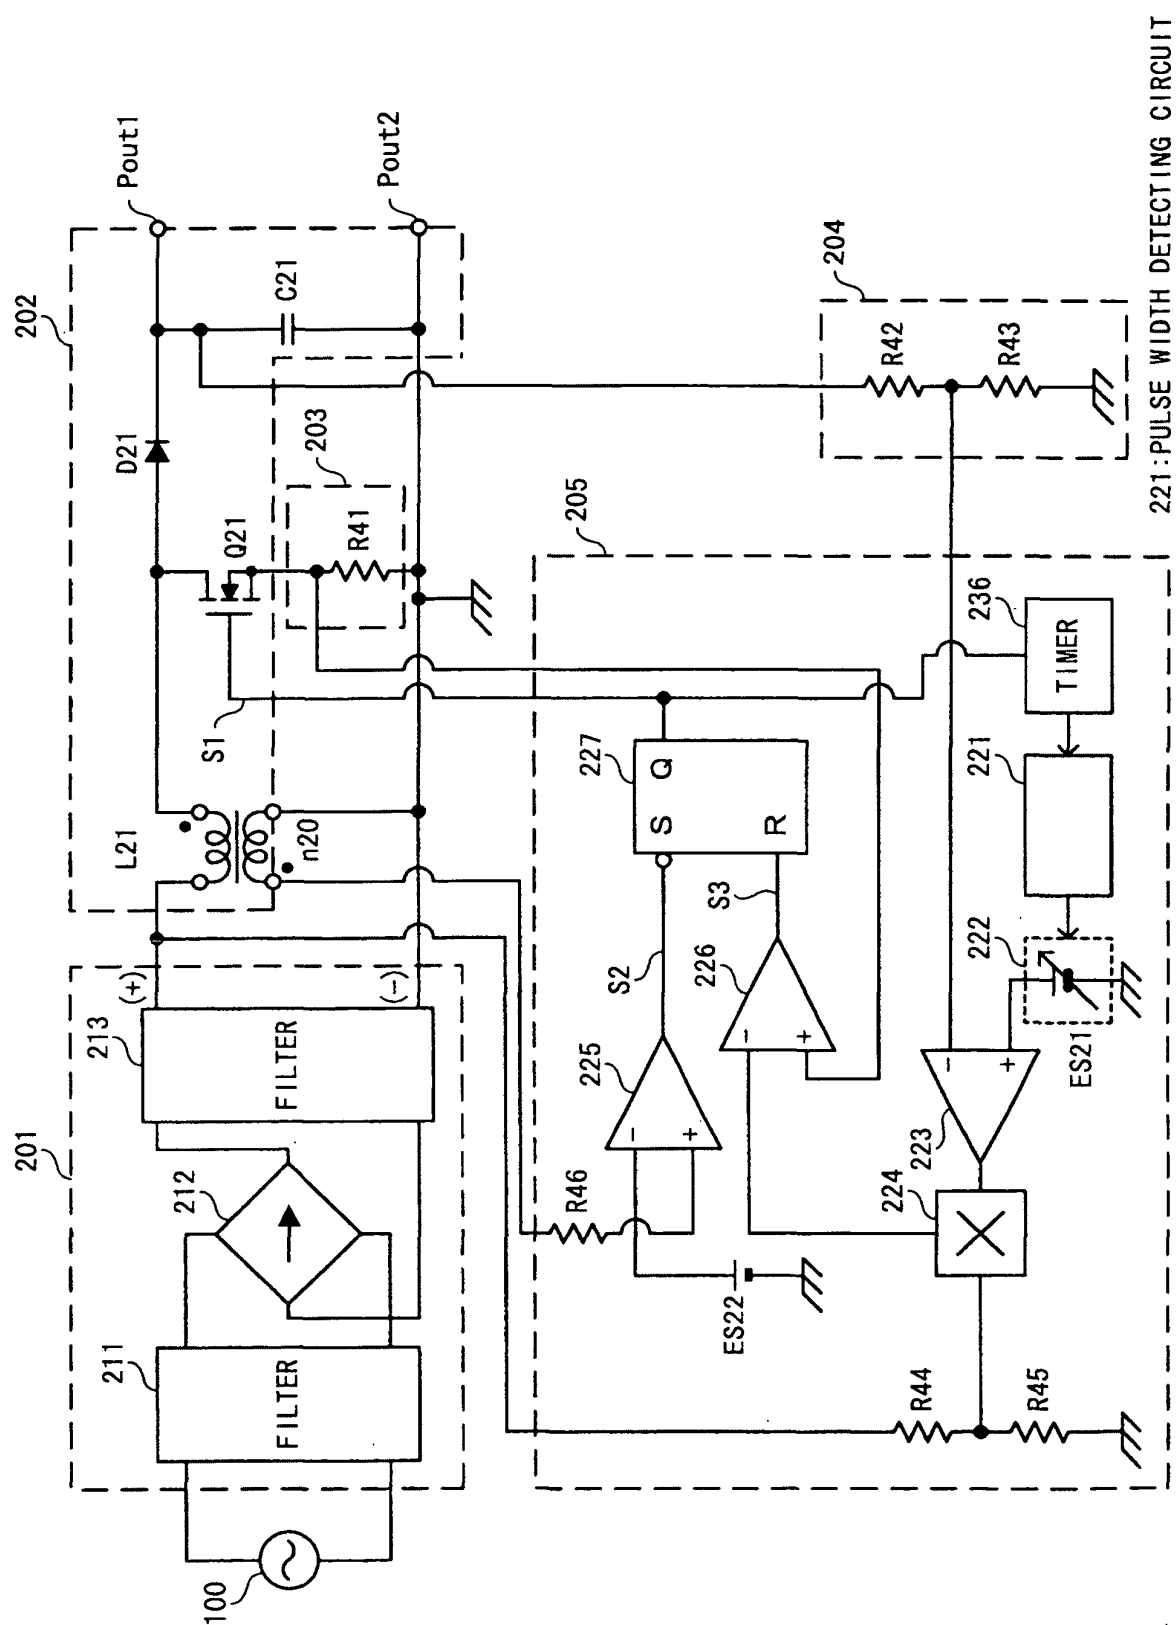 202
Pout1
Pout2
D21
C21
L21
n20
Q21
S1
203
R41
201
(+)
(-)
213
FILTER
212
211
FILTER
100
204
R42
R43
205
227
S
Q
R
S2
S3
225
-
+
226
-
+
R46
ES22
223
-
+
224
222
ES21
221
236
TIMER
R44
R45
221:PULSE WIDTH DETECTING CIRCUIT